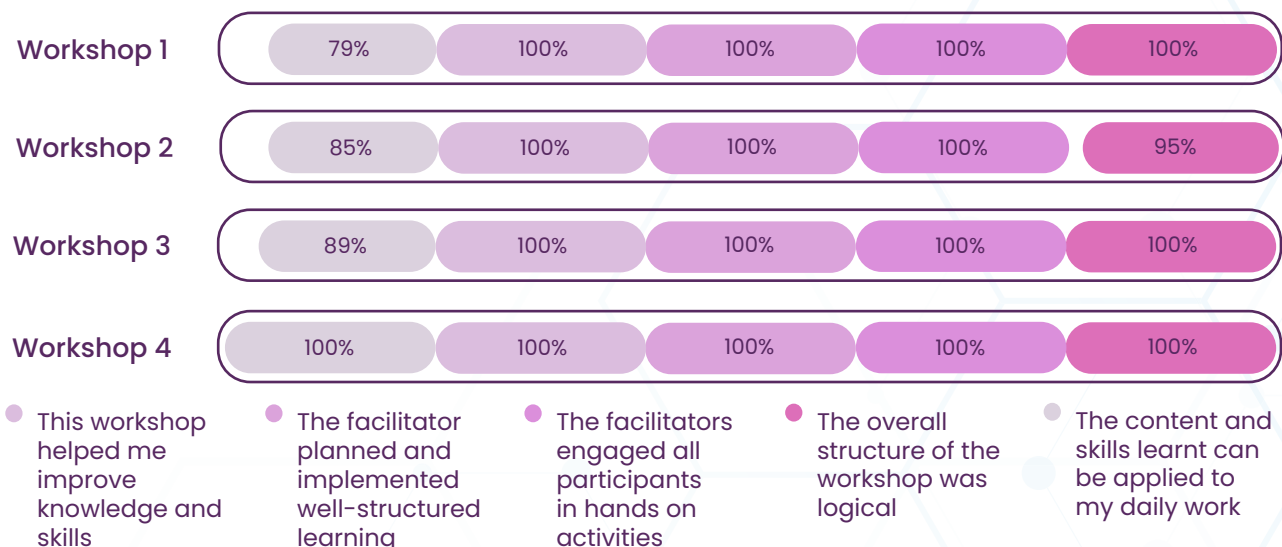 Workshop 1
79% 100% 100% 100% 100%
Workshop 2
85% 100% 100% 100% 95%
Workshop 3
89% 100% 100% 100% 100%
Workshop 4
100% 100% 100% 100% 100%
This workshop
helped me
improve
knowledge and
skills
The facilitator
planned and
implemented
well-structured
learning
The facilitators
engaged all
participants
in hands on
activities
The overall
structure of the
workshop was
logical
The content and
skills learnt can
be applied to
my daily work